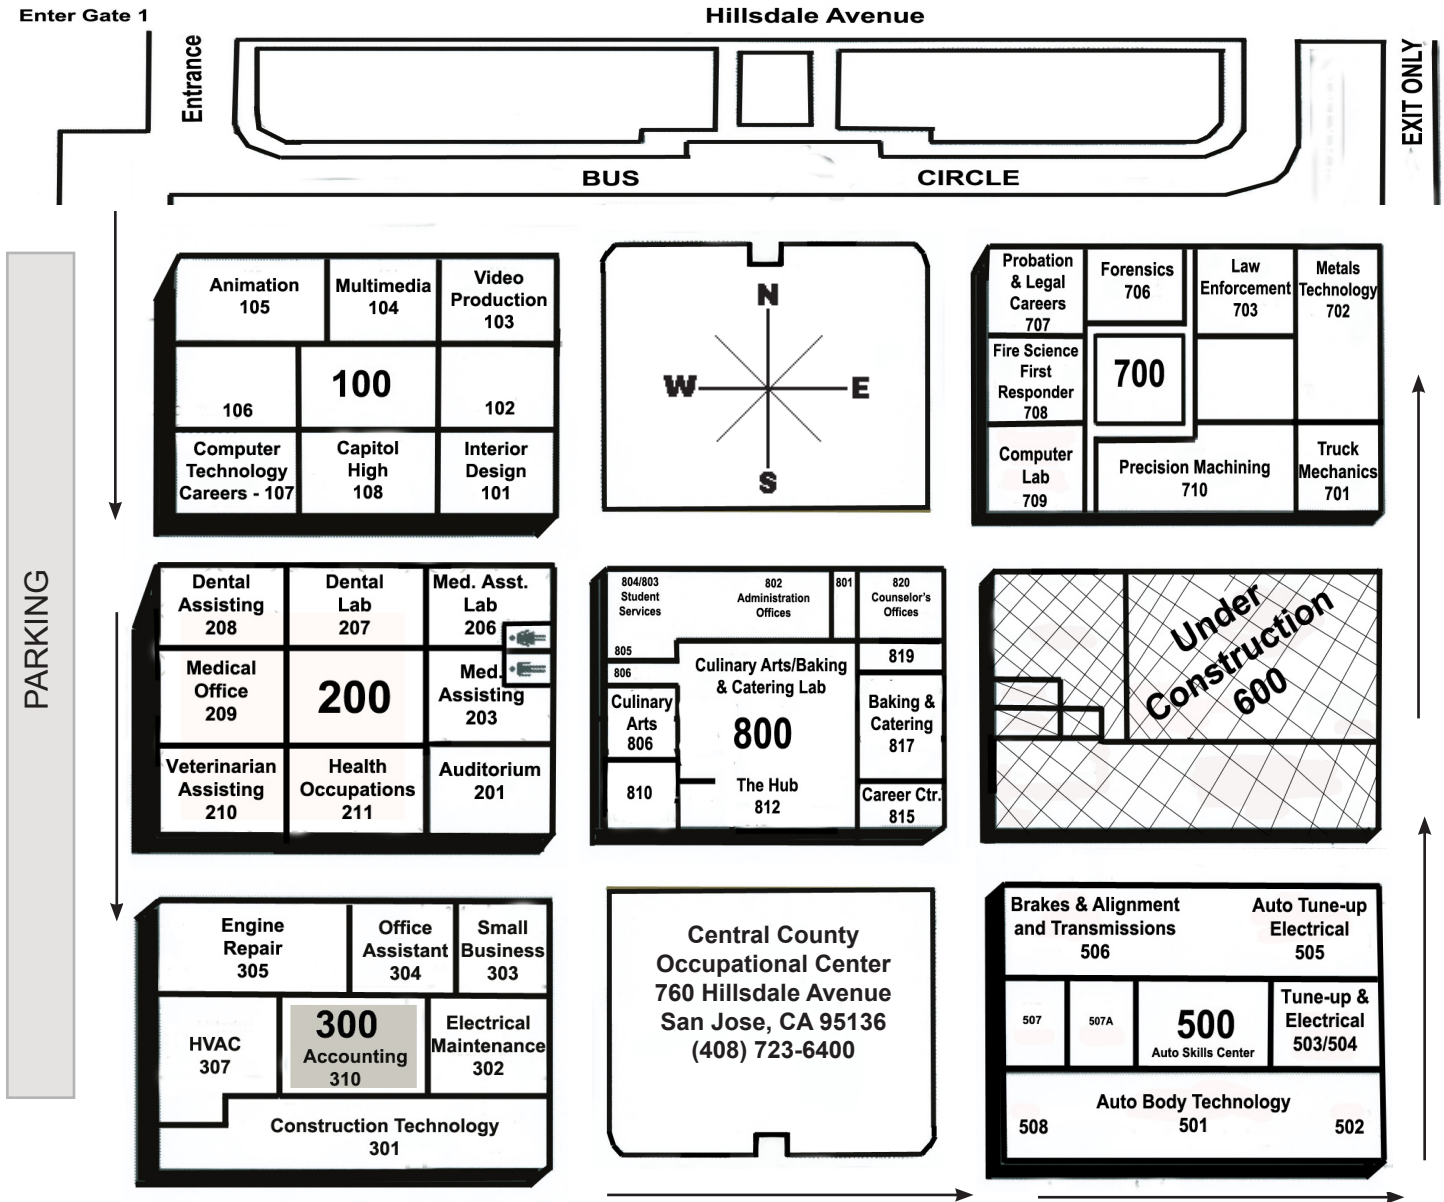 Enter Gate 1
Hillsdale Avenue
Entrance
EXIT ONLY
BUS CIRCLE
PARKING
Animation
105
Multimedia
104
Video
Production
103
106
100
102
Computer
Technology
Careers - 107
Capitol
High
108
Interior
Design
101
N
W
E
S
Probation
& Legal
Careers
707
Forensics
706
Law
Enforcement
703
Metals
Technology
702
Fire Science
First
Responder
708
700
Computer
Lab
709
Precision Machining
710
Truck
Mechanics
701
Dental
Assisting
208
Dental
Lab
207
Med. Asst.
Lab
206
Medical
Office
209
200
Med.
Assisting
203
Veterinarian
Assisting
210
Health
Occupations
211
Auditorium
201
804/803
Student
Services
802
Administration
Offices
801
820
Counselor's
Offices
805
806
Culinary Arts/Baking
& Catering Lab
819
Culinary
Arts
806
800
Baking &
Catering
817
810
The Hub
812
Career Ctr.
815
Under
Construction
600
Engine
Repair
305
Office
Assistant
304
Small
Business
303
HVAC
307
300
Accounting
310
Electrical
Maintenance
302
Construction Technology
301
Central County
Occupational Center
760 Hillsdale Avenue
San Jose, CA 95136
(408) 723-6400
Brakes & Alignment
and Transmissions
506
Auto Tune-up
Electrical
505
507
507A
500
Auto Skills Center
Tune-up &
Electrical
503/504
Auto Body Technology
508
501
502